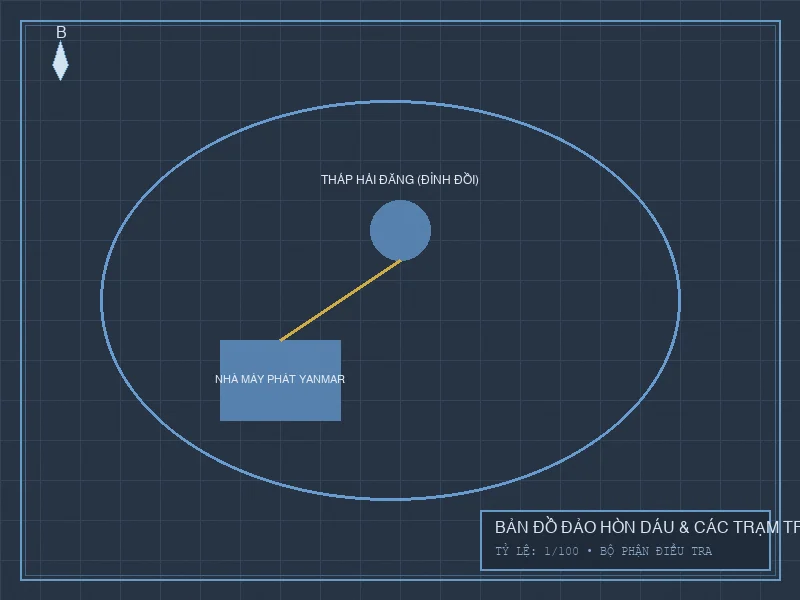 B
THÁP HẢI ĐĂNG (ĐỈNH ĐỒI)
NHÀ MÁY PHÁT YANMAR
BẢN ĐỒ ĐẢO HÒN DÁU & CÁC TRẠM
TỶ LỆ: 1/100 • BỘ PHẬN ĐIỀU TRA